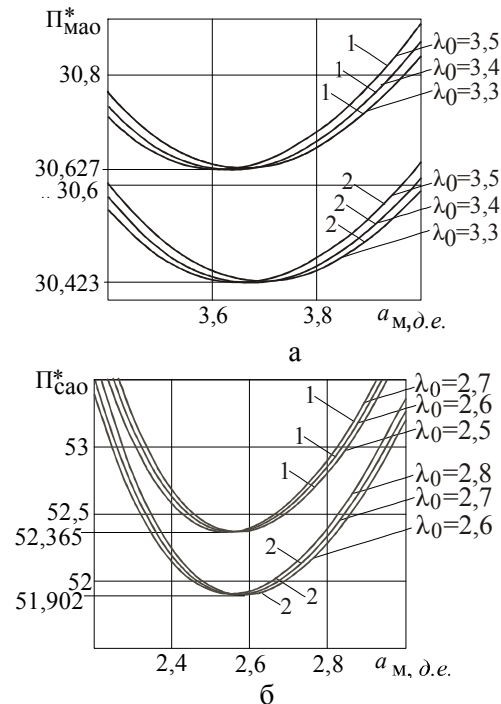 П*мао
30,8
30,627
30,6
30,423
1
1
1
λ0=3,5
λ0=3,4
λ0=3,3
2
2
2
λ0=3,5
λ0=3,4
λ0=3,3
3,6
3,8
aм, д.е.
а
П*сао
53
52,5
52,365
52
51,902
1
1
1
λ0=2,7
λ0=2,6
λ0=2,5
λ0=2,8
λ0=2,7
λ0=2,6
2
2
2
2,4
2,6
2,8
aм, д.е.
б